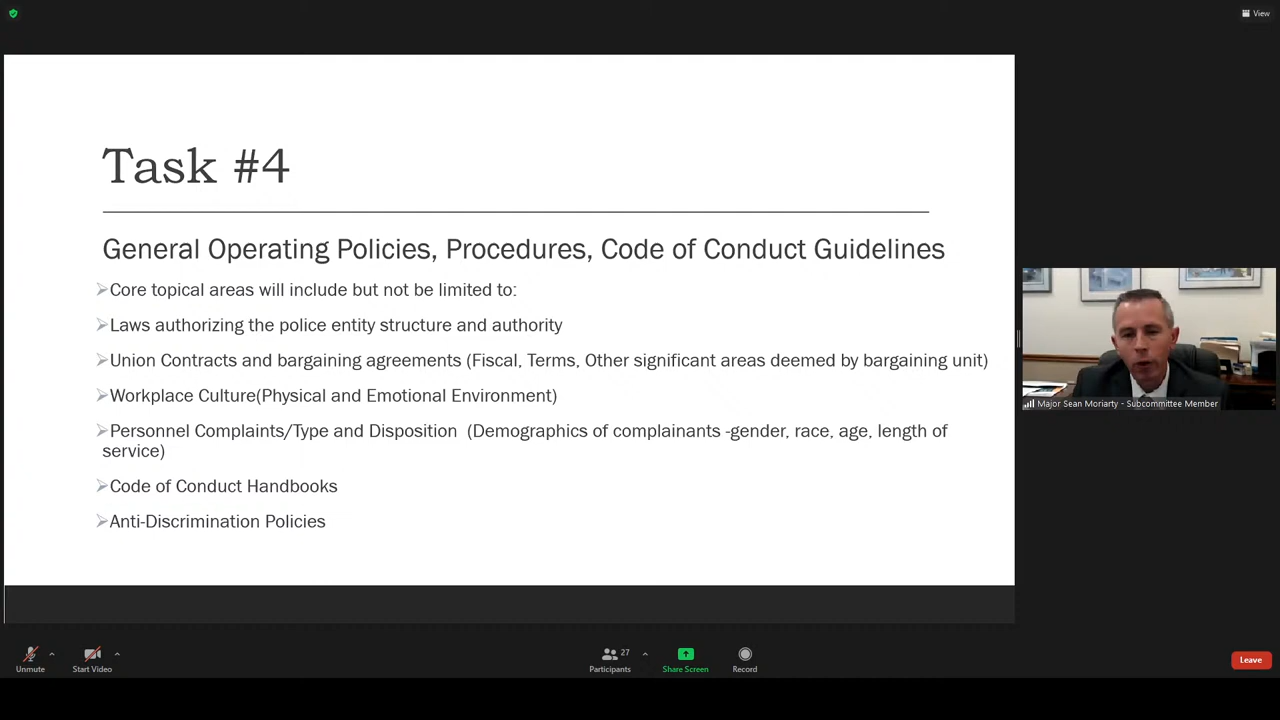 View
Task #4
General Operating Policies, Procedures, Code of Conduct Guidelines
Core topical areas will include but not be limited to:
Laws authorizing the police entity structure and authority
Union Contracts and bargaining agreements (Fiscal, Terms, Other significant areas deemed by bargaining unit)
Workplace Culture(Physical and Emotional Environment)
Personnel Complaints/Type and Disposition (Demographics of complainants -gender, race, age, length of
service)
Code of Conduct Handbooks
Anti-Discrimination Policies
Major Sean Moriarty - Subcommittee Member
Unmute
Start Video
27
Participants
Share Screen
Record
Leave